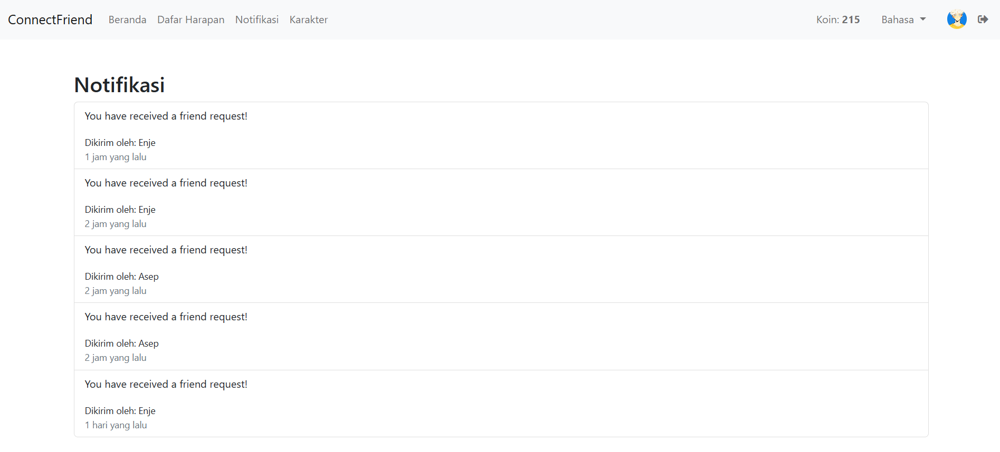 ConnectFriend Beranda Dafar Harapan Notifikasi Karakter Koin: 215 Bahasa
Notifikasi
You have received a friend request!
Dikirim oleh: Enje
1 jam yang lalu
You have received a friend request!
Dikirim oleh: Enje
2 jam yang lalu
You have received a friend request!
Dikirim oleh: Asep
2 jam yang lalu
You have received a friend request!
Dikirim oleh: Asep
2 jam yang lalu
You have received a friend request!
Dikirim oleh: Enje
1 hari yang lalu